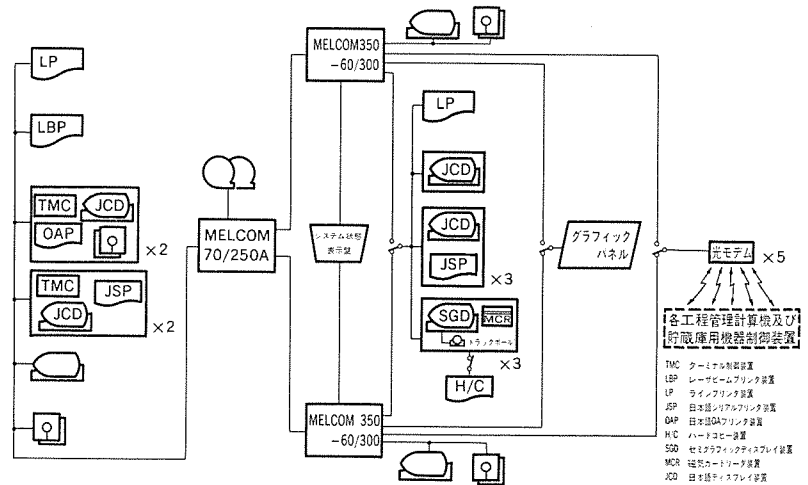 LP
LBP
TMC
JCD
OAP
×2
TMC
JSP
JCD
×2
MELCOM
70/250A
MELCOM350
-60/300
システム状態
表示盤
MELCOM 350
-60/300
LP
JCD
JCD
JSP
×3
SGD
MCR
トラックボール
×3
H/C
グラフィック
パネル
光モデム
×5
各工程管理計算機及び
貯蔵庫用機器制御装置
TMC ターミナル制御装置
LBP レーザビームプリンタ装置
LP ラインプリンタ装置
JSP 日本語シリアルプリンタ装置
OAP 日本語OAプリンタ装置
H/C ハードコピー装置
SGD セミグラフィックディスプレイ装置
MCR 磁気カードリーダ装置
JCD 日本語ディスプレイ装置